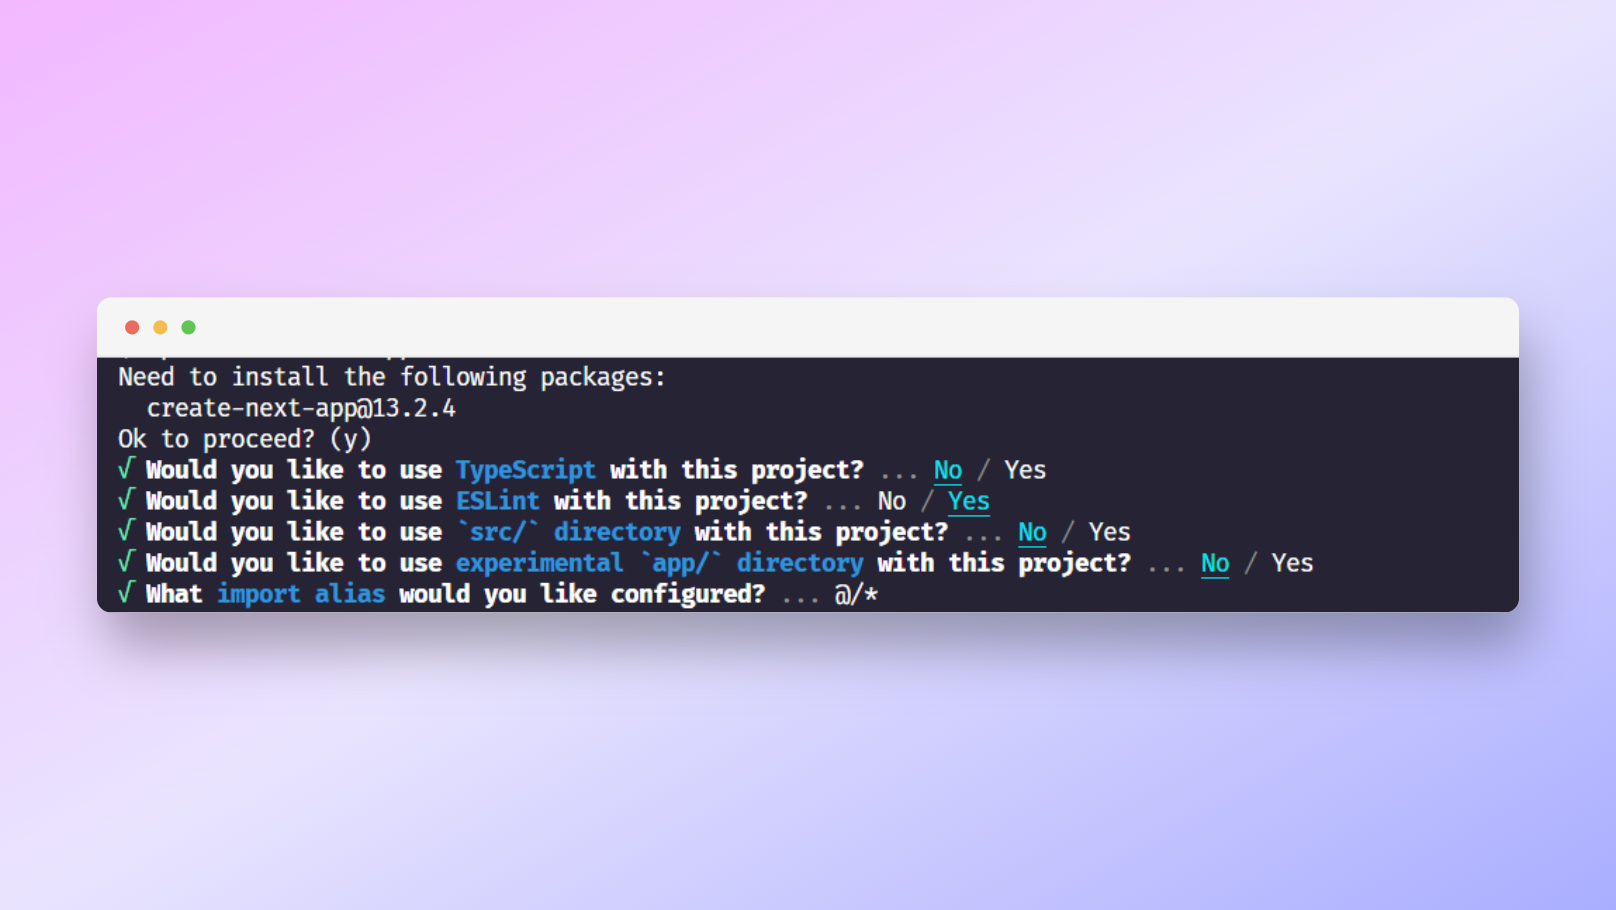 Need to install the following packages:
create-next-app@13.2.4
Ok to proceed? (y)
√ Would you like to use TypeScript with this project? ... No / Yes
√ Would you like to use ESLint with this project? ... No / Yes
√ Would you like to use `src/` directory with this project? ... No / Yes
√ Would you like to use experimental `app/` directory with this project? ... No / Yes
√ What import alias would you like configured? ... @/*